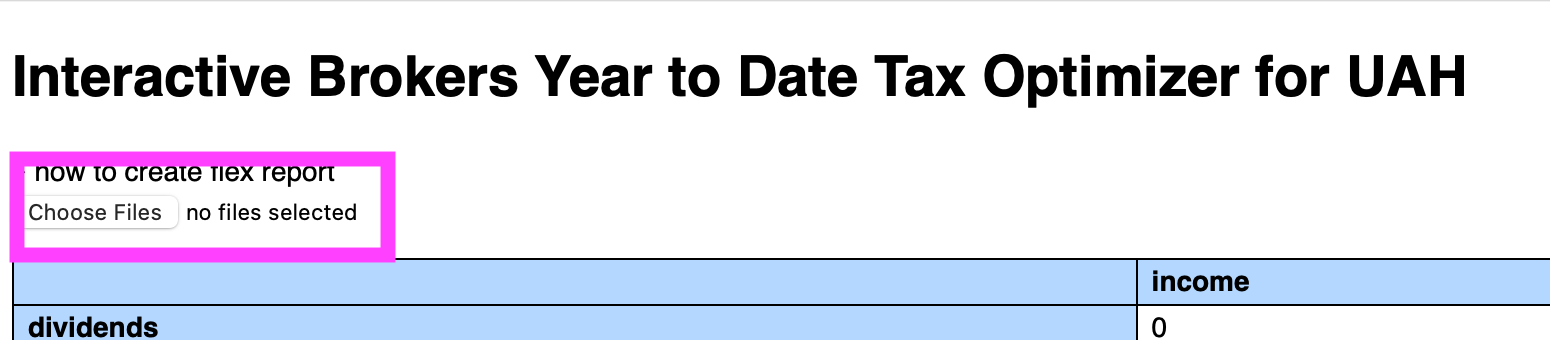 Interactive Brokers Year to Date Tax Optimizer for UAH
how to create flex report
Choose Files no files selected
income
dividends 0